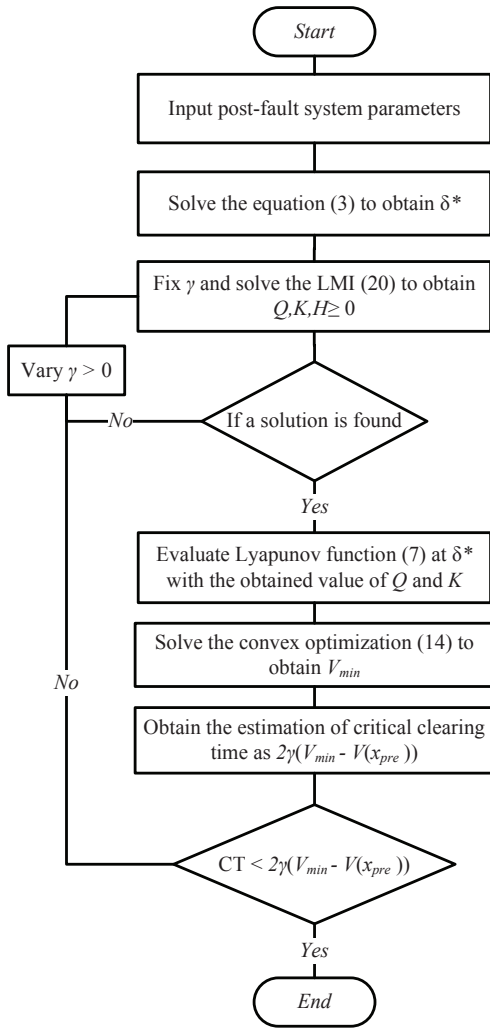 Start
Input post-fault system parameters
Solve the equation (3) to obtain δ*
Fix γ and solve the LMI (20) to obtain
Q,K,H≥ 0
Vary γ > 0
No
If a solution is found
Yes
Evaluate Lyapunov function (7) at δ*
with the obtained value of Q and K
Solve the convex optimization (14) to
obtain Vmin
No
Obtain the estimation of critical clearing
time as 2γ(Vmin - V(xpre ))
CT < 2γ(Vmin - V(xpre ))
Yes
End